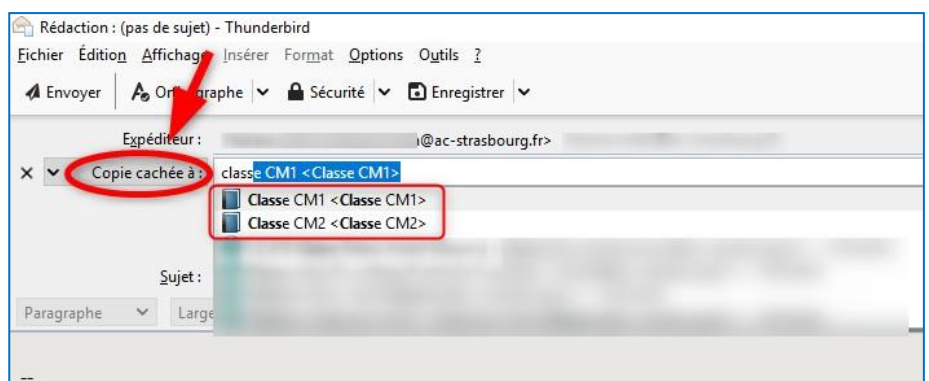 Rédaction : (pas de sujet) - Thunderbird
Fichier Édition Affichage Insérer Format Options Outils ?
Envoyer Orthographe Sécurité Enregistrer
Expéditeur : @ac-strasbourg.fr>
Copie cachée à : classe CM1 <Classe CM1>
Classe CM1 <Classe CM1>
Classe CM2 <Classe CM2>
Sujet :
Paragraphe Large
--